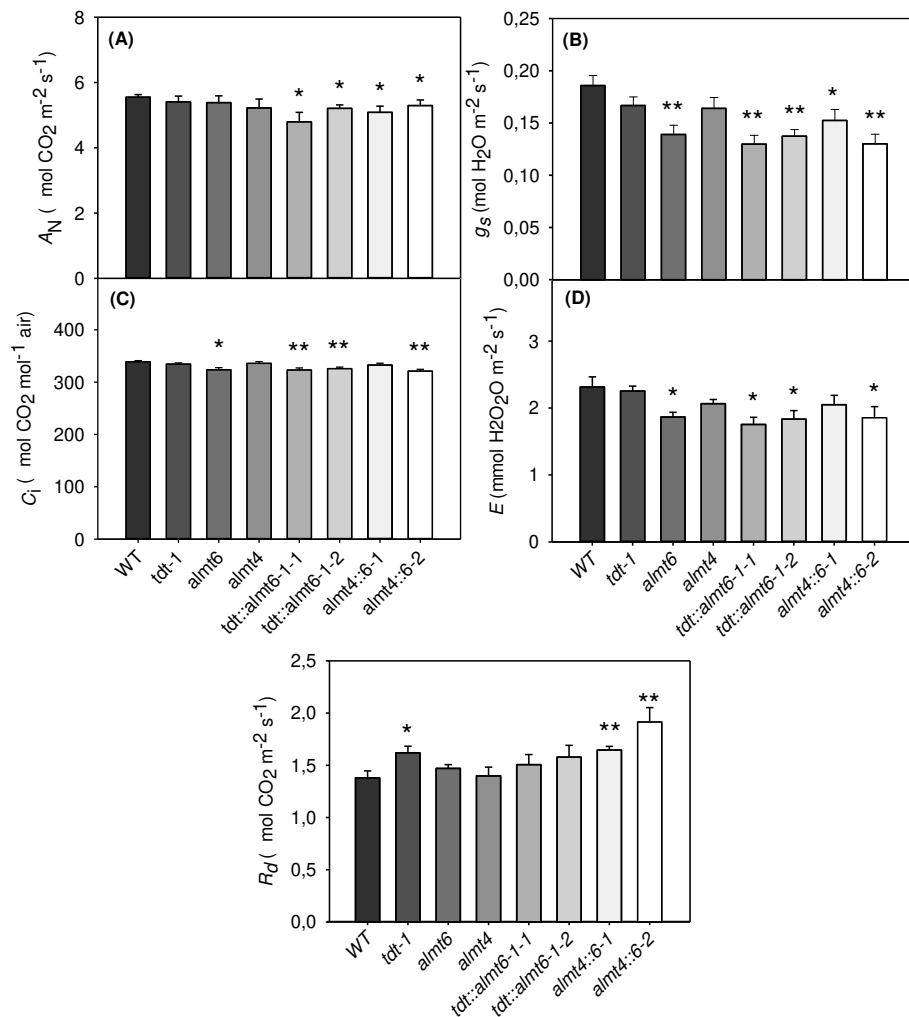 (A)
A_N ( mol CO2 m-2 s-1)
8
6
4
2
0
* * * *
(B)
gs (mol H2O m-2 s-1)
0,25
0,20
0,15
0,10
0,05
0,00
** ** ** * **
(C)
Ci ( mol CO2 mol-1 air)
400
300
200
100
0
* ** ** **
WT
tdt-1
almt6
almt4
tdt::almt6-1-1
tdt::almt6-1-2
almt4::6-1
almt4::6-2
(D)
E (mmol H2O2O m-2 s-1)
3
2
1
0
* * * *
WT
tdt-1
almt6
almt4
tdt::almt6-1-1
tdt::almt6-1-2
almt4::6-1
almt4::6-2
Rd ( mol CO2 m-2 s-1)
2,5
2,0
1,5
1,0
0,5
0,0
* ** **
WT
tdt-1
almt6
almt4
tdt::almt6-1-1
tdt::almt6-1-2
almt4::6-1
almt4::6-2